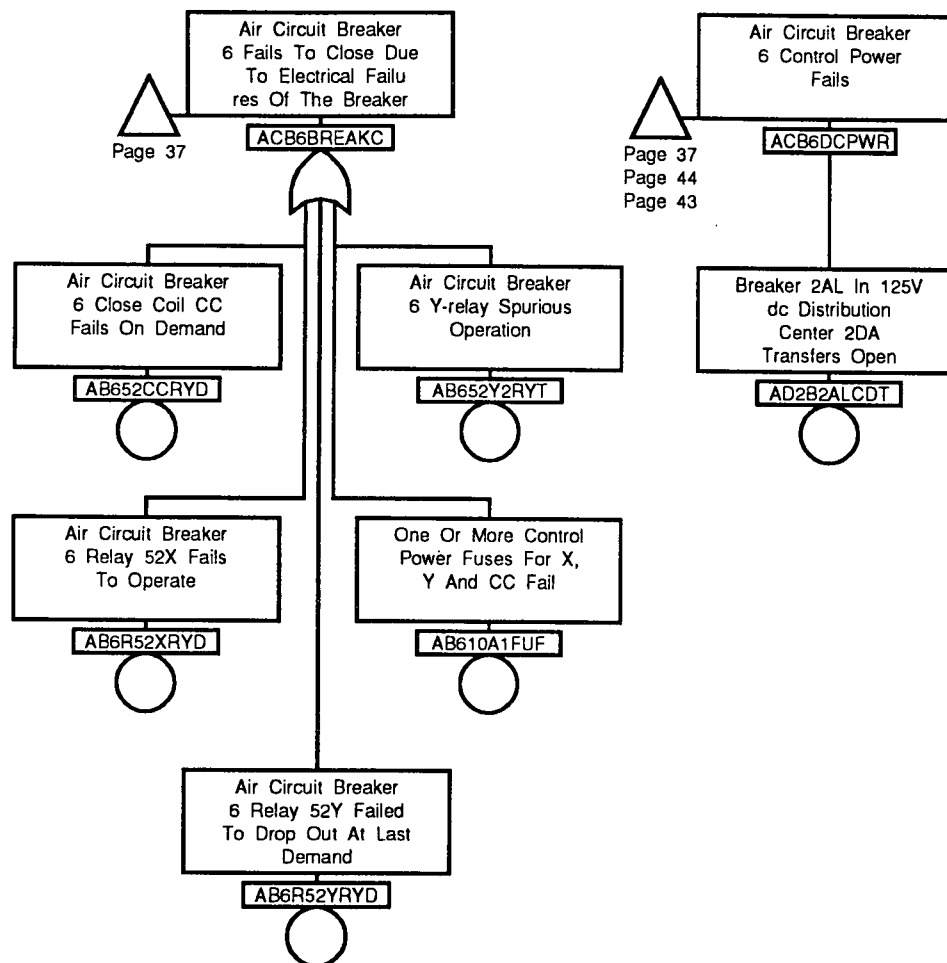 Air Circuit Breaker
6 Fails To Close Due
To Electrical Failu
res Of The Breaker
ACB6BREAKC
Page 37
Air Circuit Breaker
6 Control Power
Fails
ACB6DCPWR
Page 37
Page 44
Page 43
Air Circuit Breaker
6 Close Coil CC
Fails On Demand
AB652CCRYD
Air Circuit Breaker
6 Y-relay Spurious
Operation
AB652Y2RYT
Breaker 2AL In 125V
dc Distribution
Center 2DA
Transfers Open
AD2B2ALCDT
Air Circuit Breaker
6 Relay 52X Fails
To Operate
AB6R52XRYD
One Or More Control
Power Fuses For X,
Y And CC Fail
AB610A1FUF
Air Circuit Breaker
6 Relay 52Y Failed
To Drop Out At Last
Demand
AB6R52YRYD